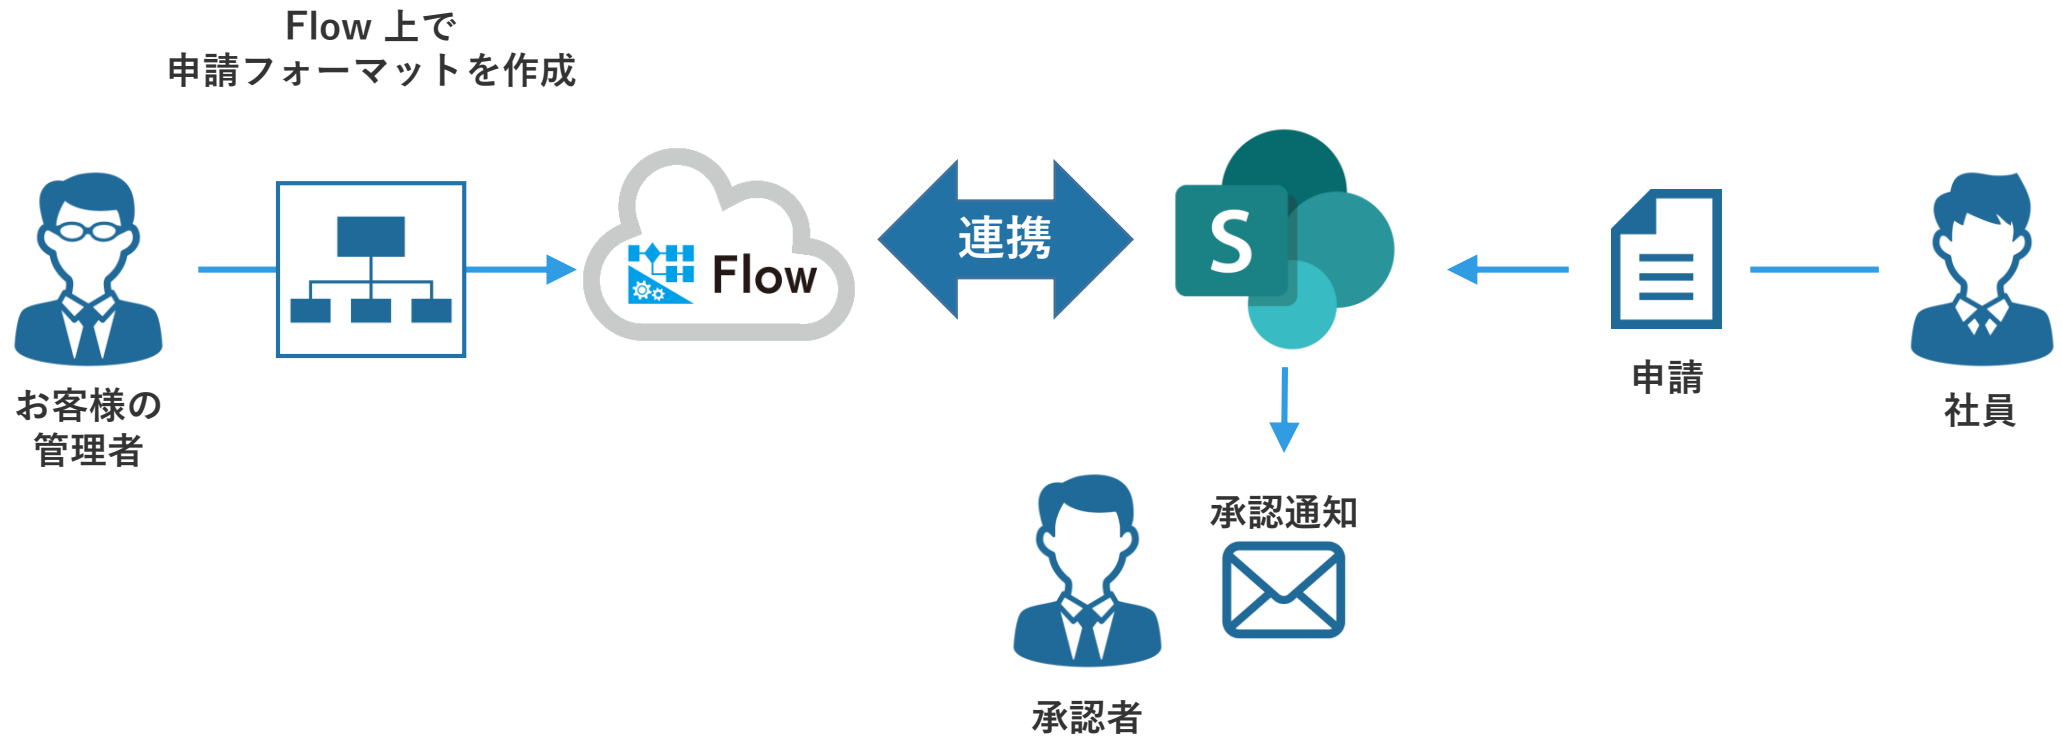 Flow 上で
申請フォーマットを作成
Flow
連携
S
申請
お客様の
管理者
社員
承認通知
承認者